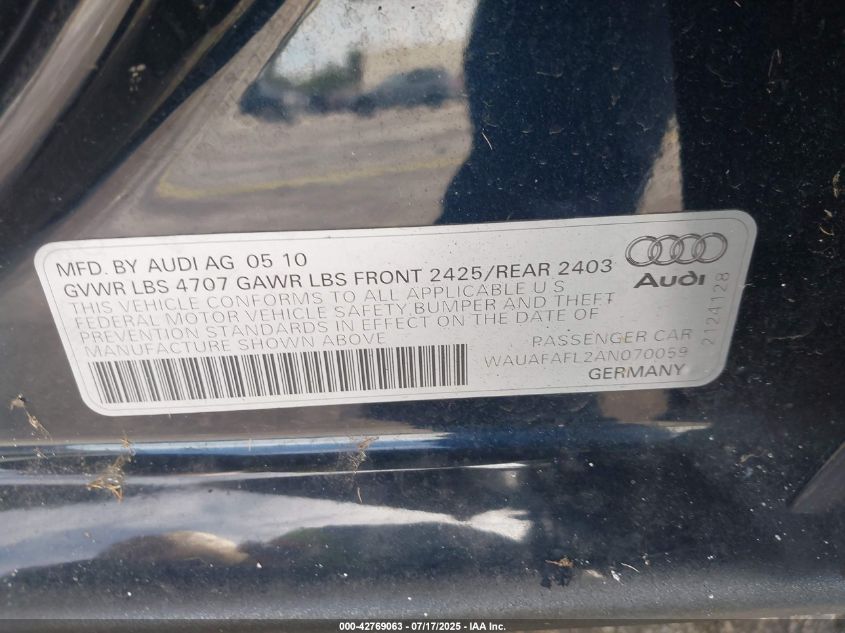 MFD. BY AUDI AG 05 10
GVWR LBS 4707 GAWR LBS FRONT 2425/REAR 2403
THIS VEHICLE CONFORMS TO ALL APPLICABLE U S
FEDERAL MOTOR VEHICLE SAFETY, BUMPER AND THEFT
PREVENTION STANDARDS IN EFFECT ON THE DATE OF
MANUFACTURE SHOWN ABOVE
PASSENGER CAR
WAUAFAFL2AN070059
GERMANY
Audi
2124128
000-42769063 - 07/17/2025 - IAA Inc.